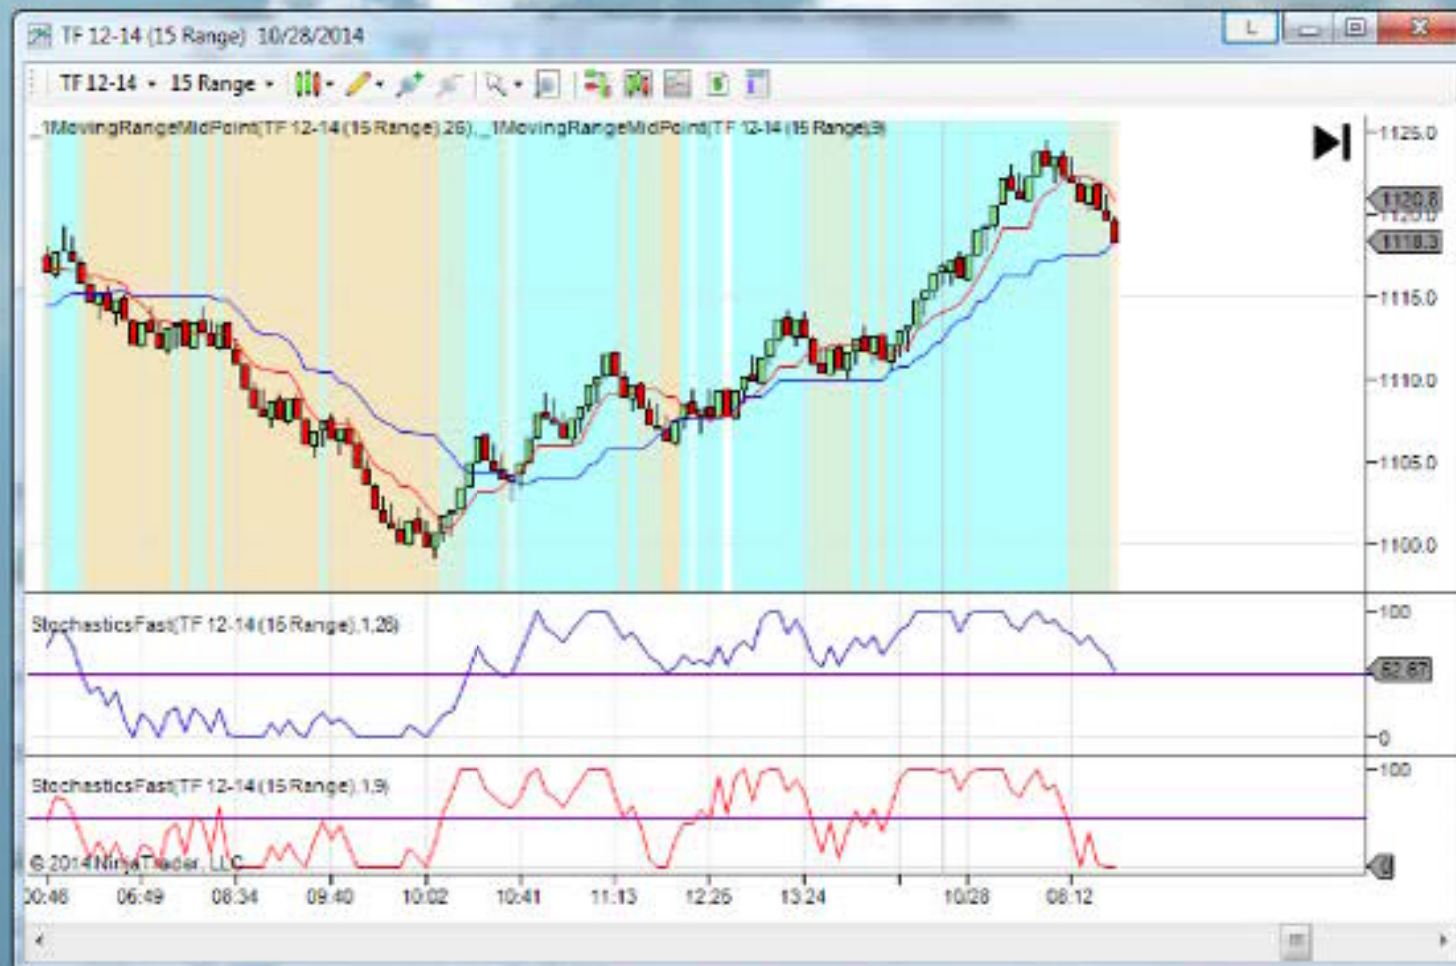 TF 12-14 (15 Range) 10/28/2014
L
TF 12-14 15 Range
_1MovingRangeMidPoint(TF 12-14 (15 Range),26), _1MovingRangeMidPoint(TF 12-14 (15 Range),9)
1125.0
1120.8
1120.0
1118.3
1115.0
1110.0
1105.0
1100.0
StochasticsFast(TF 12-14 (15 Range),1,26)
100
52.67
0
StochasticsFast(TF 12-14 (15 Range),1,9)
100
0
© 2014 NinjaTrader, LLC
06:49 08:34 09:40 10:02 10:41 11:13 12:25 13:24 10/28 08:12